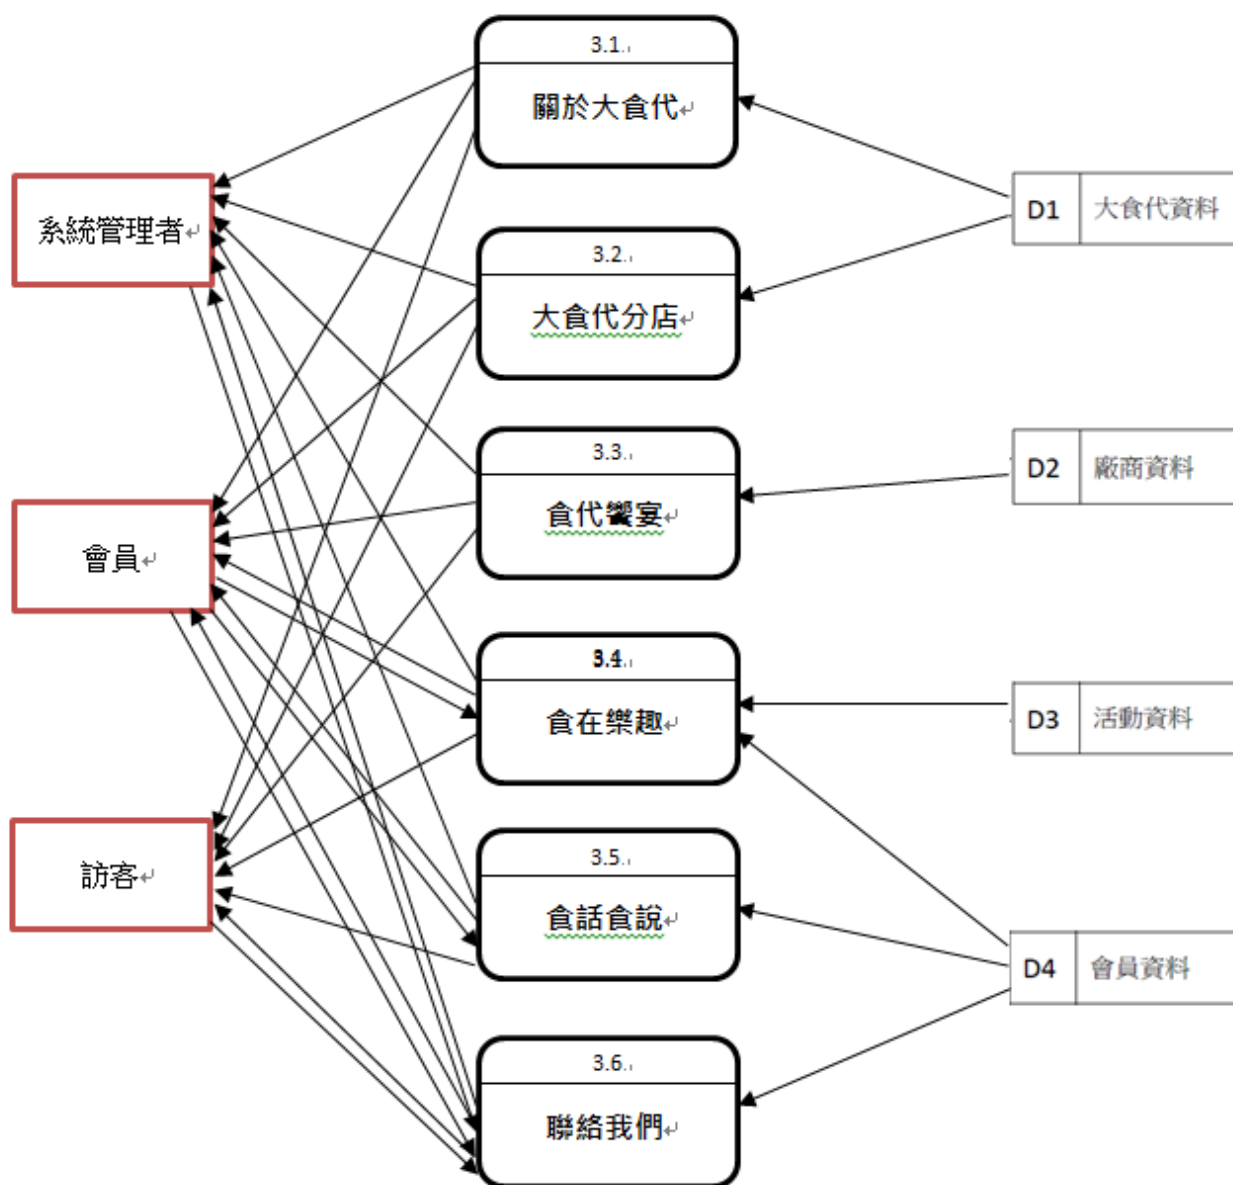 3.1.
關於大食代
系統管理者
D1 大食代資料
3.2.
大食代分店
3.3.
食代饗宴
D2 廠商資料
會員
3.4.
食在樂趣
D3 活動資料
3.5.
食話食說
訪客
D4 會員資料
3.6.
聯絡我們